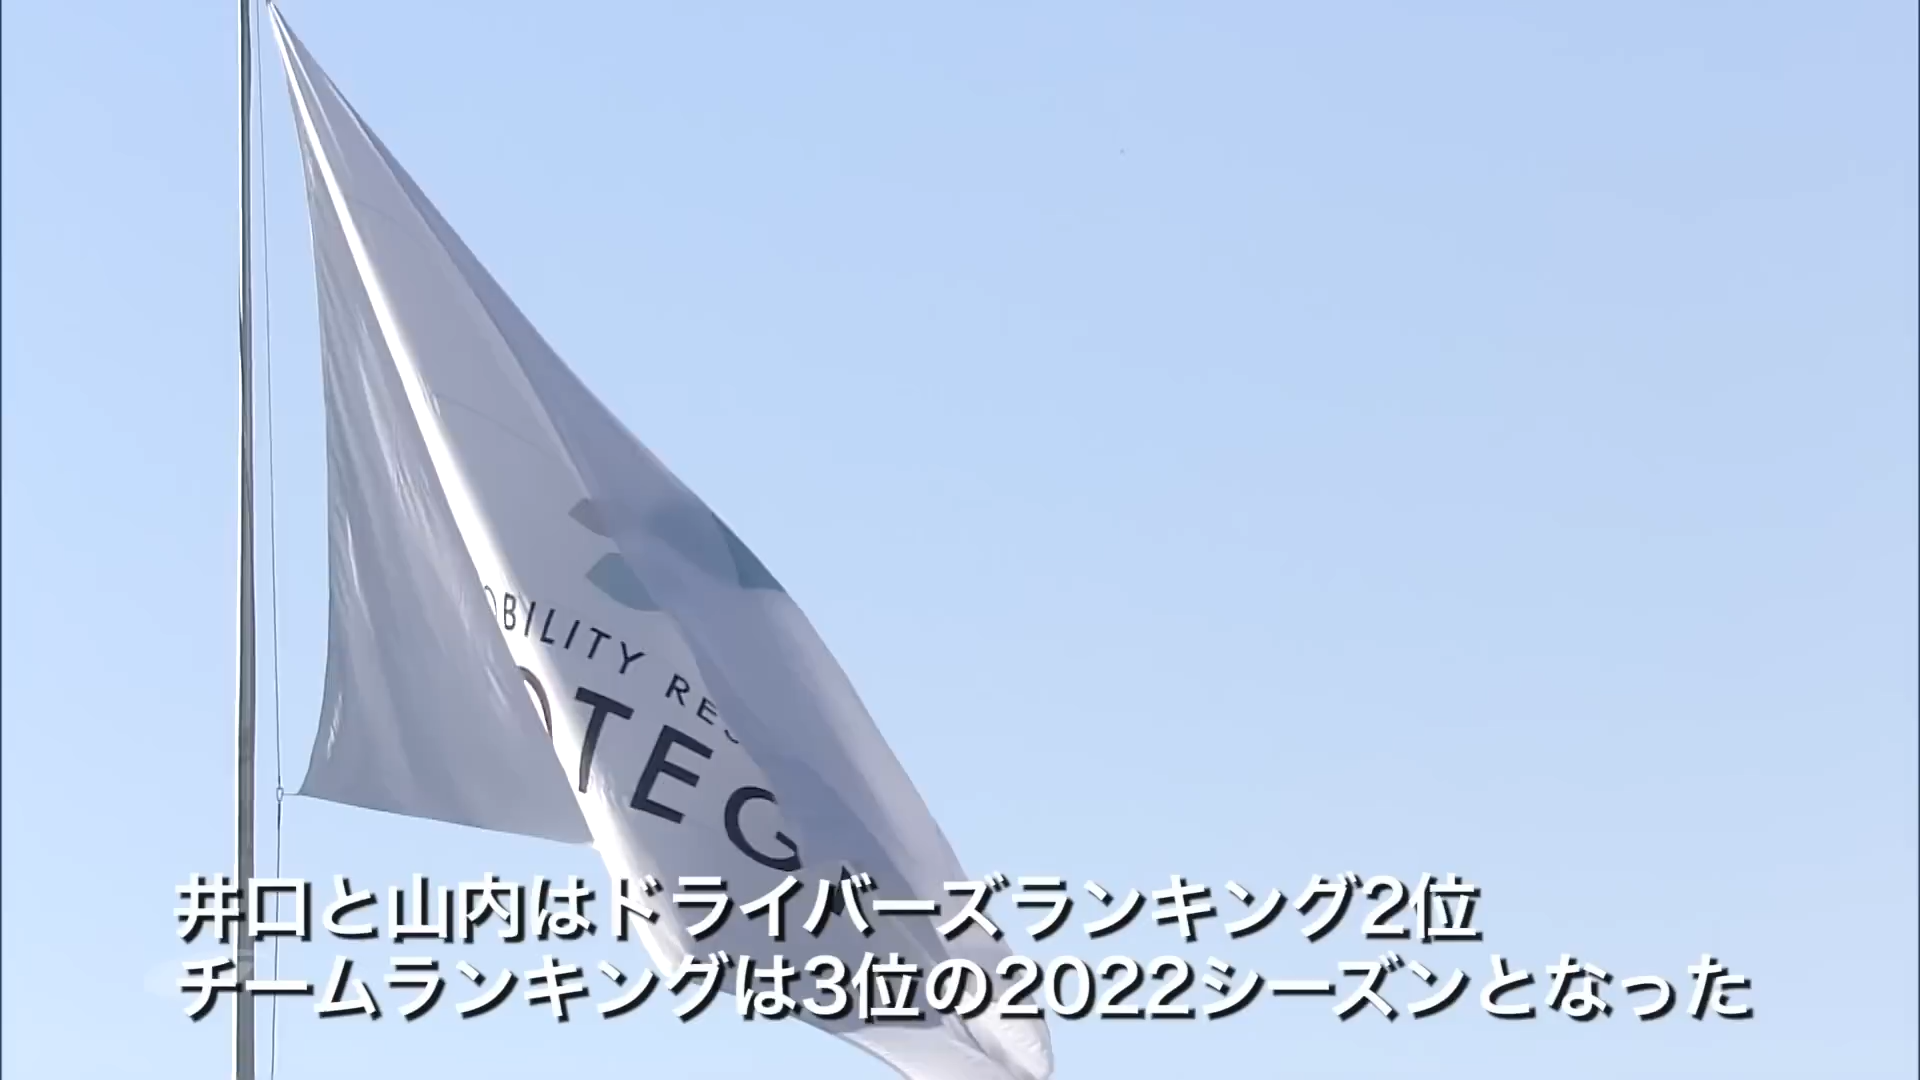 OBILITY RES
OTEGA
井口と山内はドライバーズランキング2位
チームランキングは3位の2022シーズンとなった